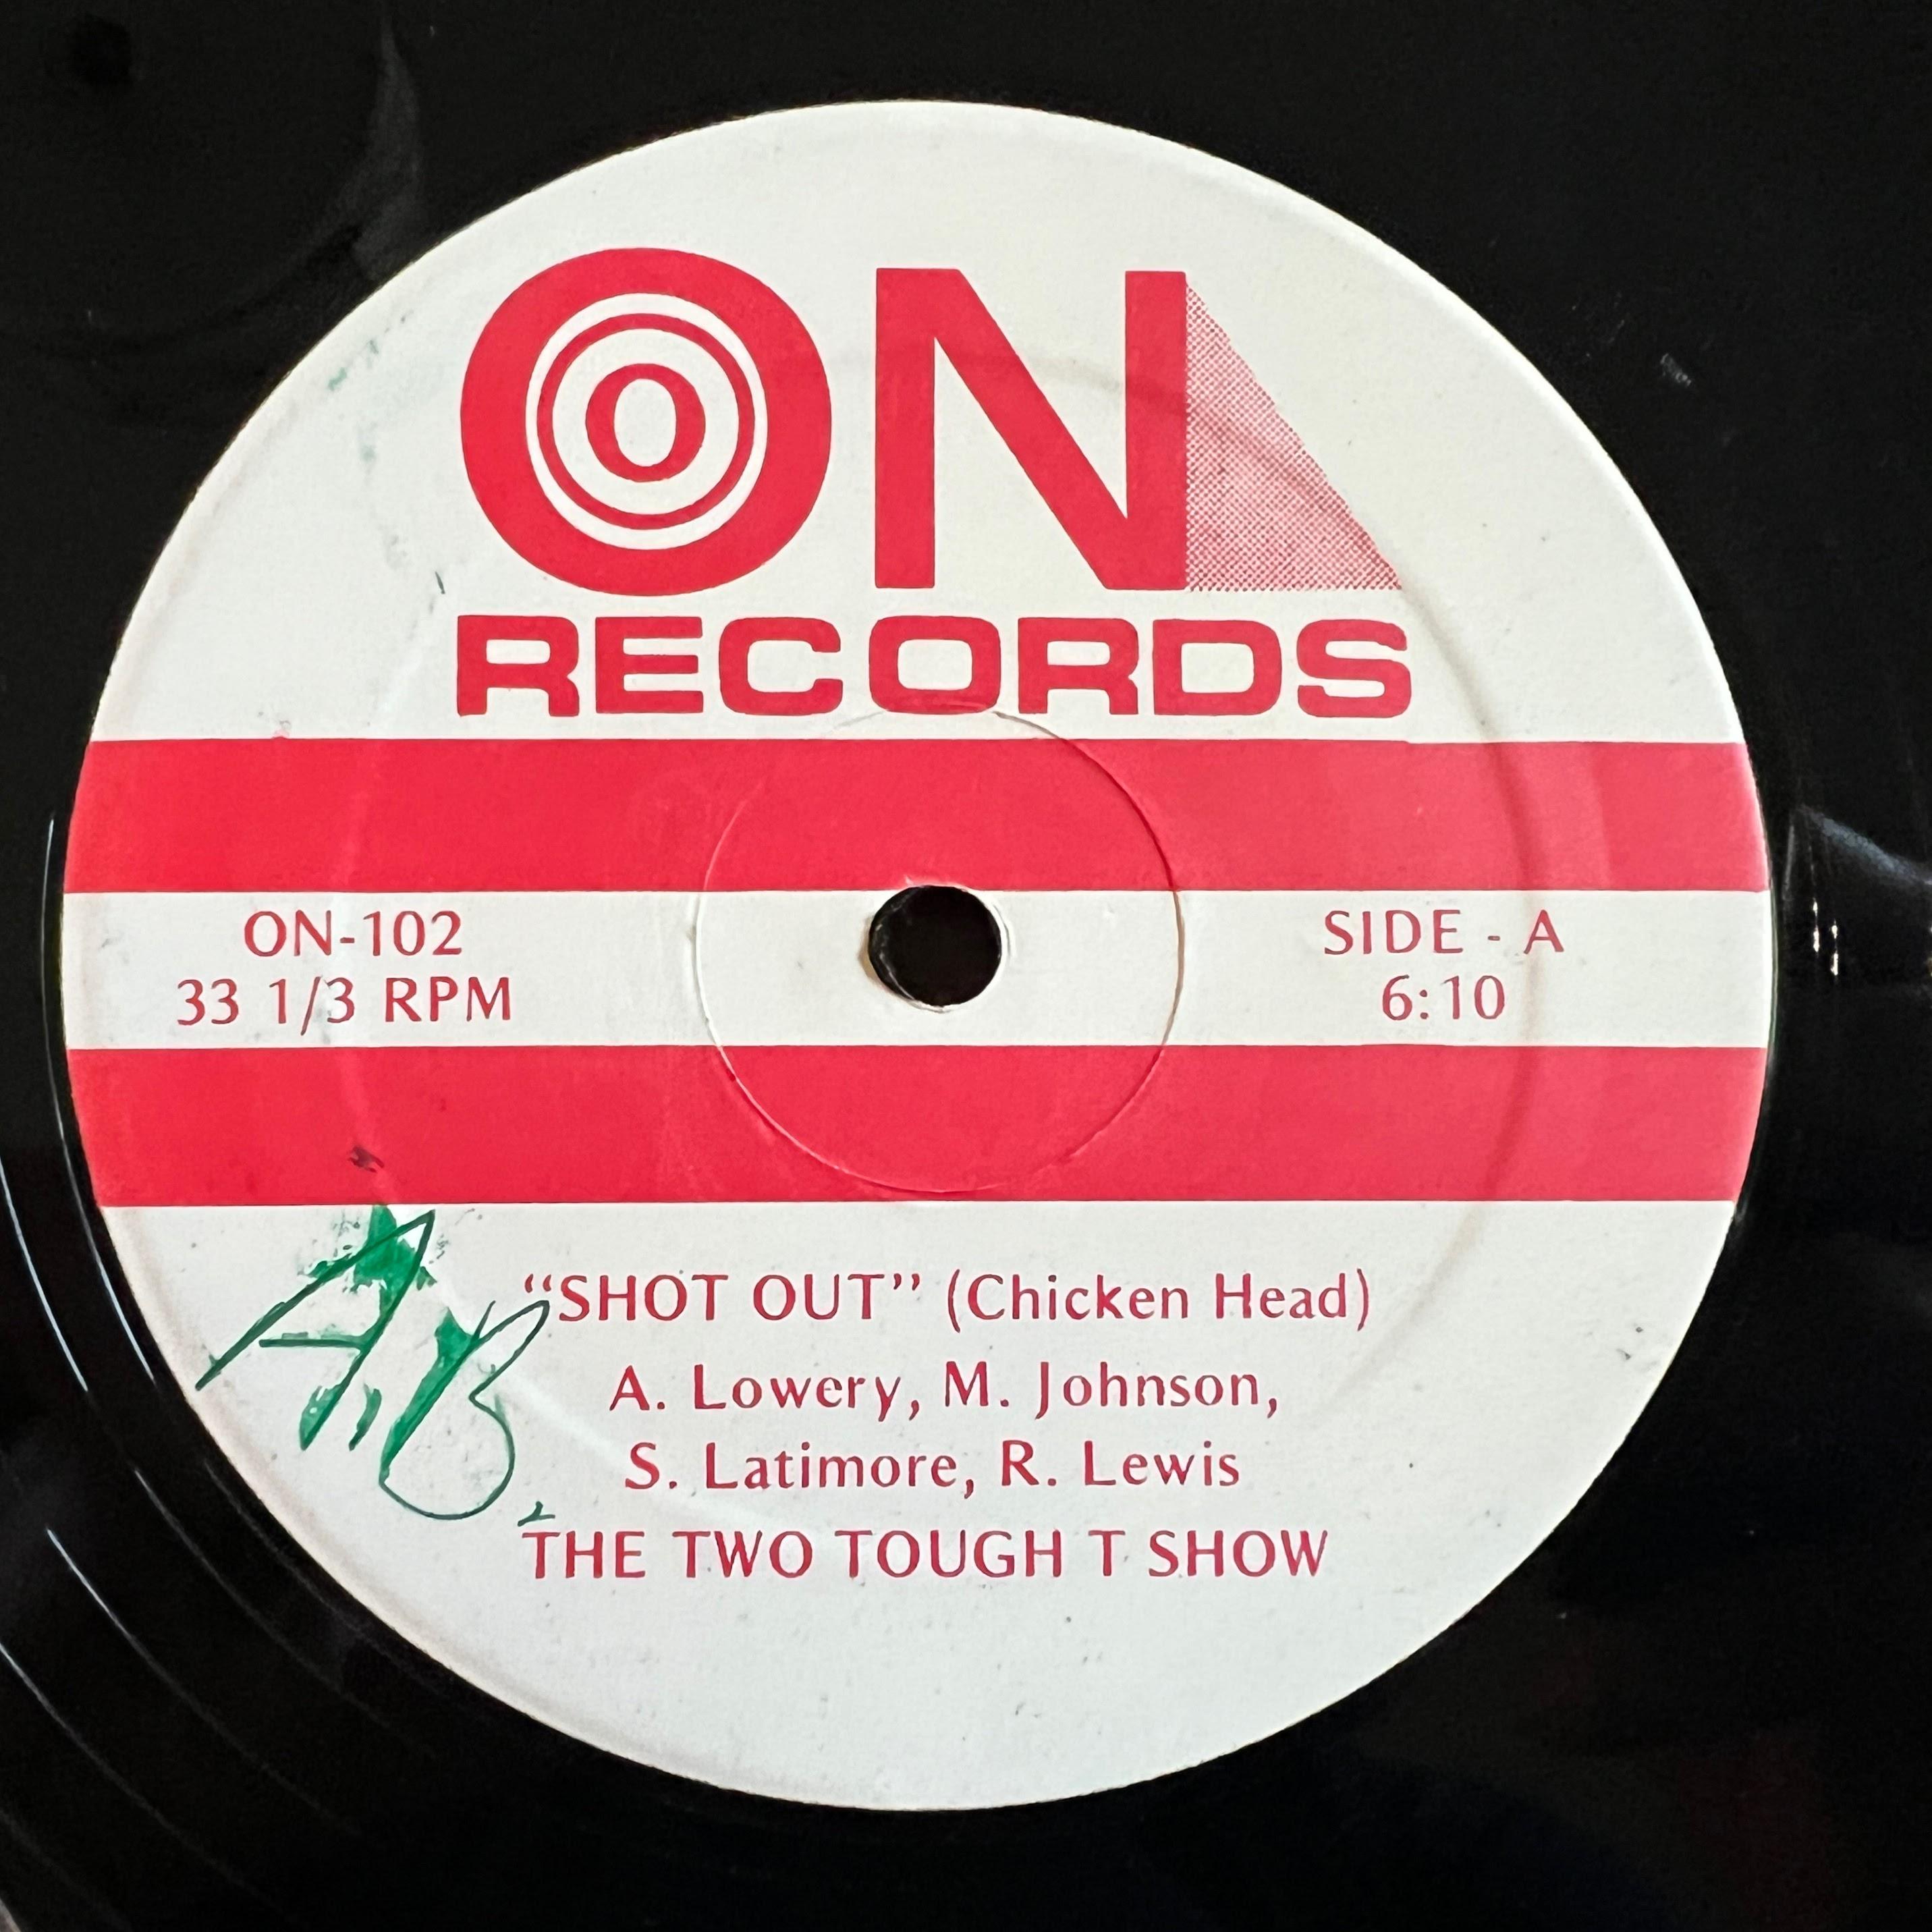 ON
RECORDS
ON-102
33 1/3 RPM
SIDE - A
6:10
A.B.
“SHOT OUT” (Chicken Head)
A. Lowery, M. Johnson,
S. Latimore, R. Lewis
THE TWO TOUGH T SHOW